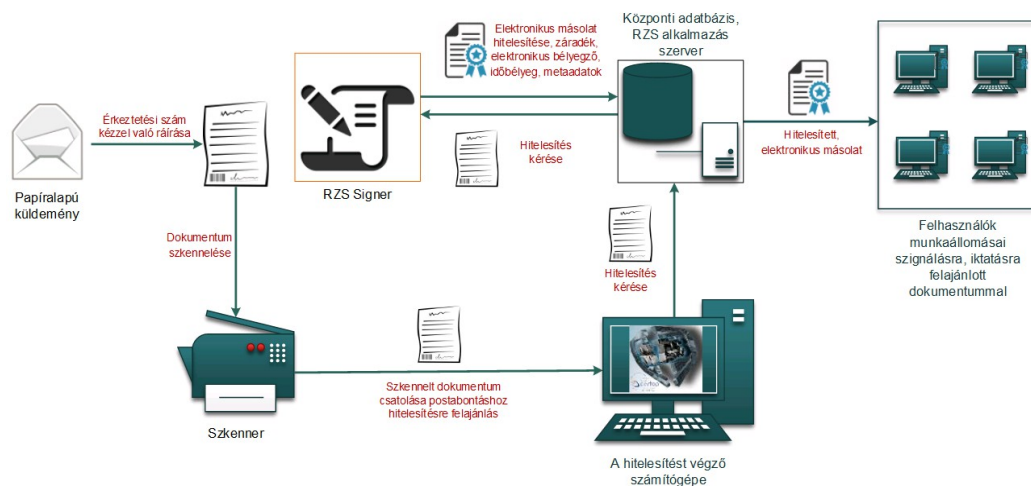 Elektronikus másolat
hitelesítése, záradék,
elektronikus bélyegző,
időbélyeg, metaadatok
Központi adatbázis,
RZS alkalmazás
szerver
Érkeztetési szám
kézzel való ráírása
Hitelesítés
kérése
Hitelesített,
elektronikus másolat
Papíralapú
küldemény
RZS Signer
Dokumentum
szkennelése
Hitelesítés
kérése
Felhasználók
munkaállomásai
szignálásra, iktatásra
felajánlott
dokumentummal
Szkennelt dokumentum
csatolása postabontáshoz
hitelesítésre felajánlás
Szkenner
A hitelesítést végző
számítógépe